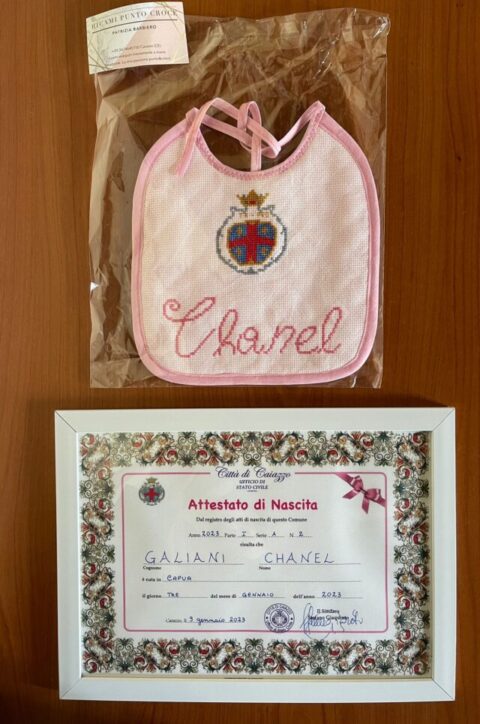 RICAMI PUNTO CROCE
PATRIZIA BARBIERO
Chanel
Città di Caiazzo
UFFICIO DI
STATO CIVILE
Attestato di Nascita
Dal registro degli atti di nascita di questo Comune
Anno 2023 Parte I Serie A N 2
risulta che
GALIANI CHANEL
Cognome Nome
è nata in CAPUA
il giorno TRE del mese di GENNAIO dell'anno 2023
Caiazzo 9 gennaio 2023
Il Sindaco